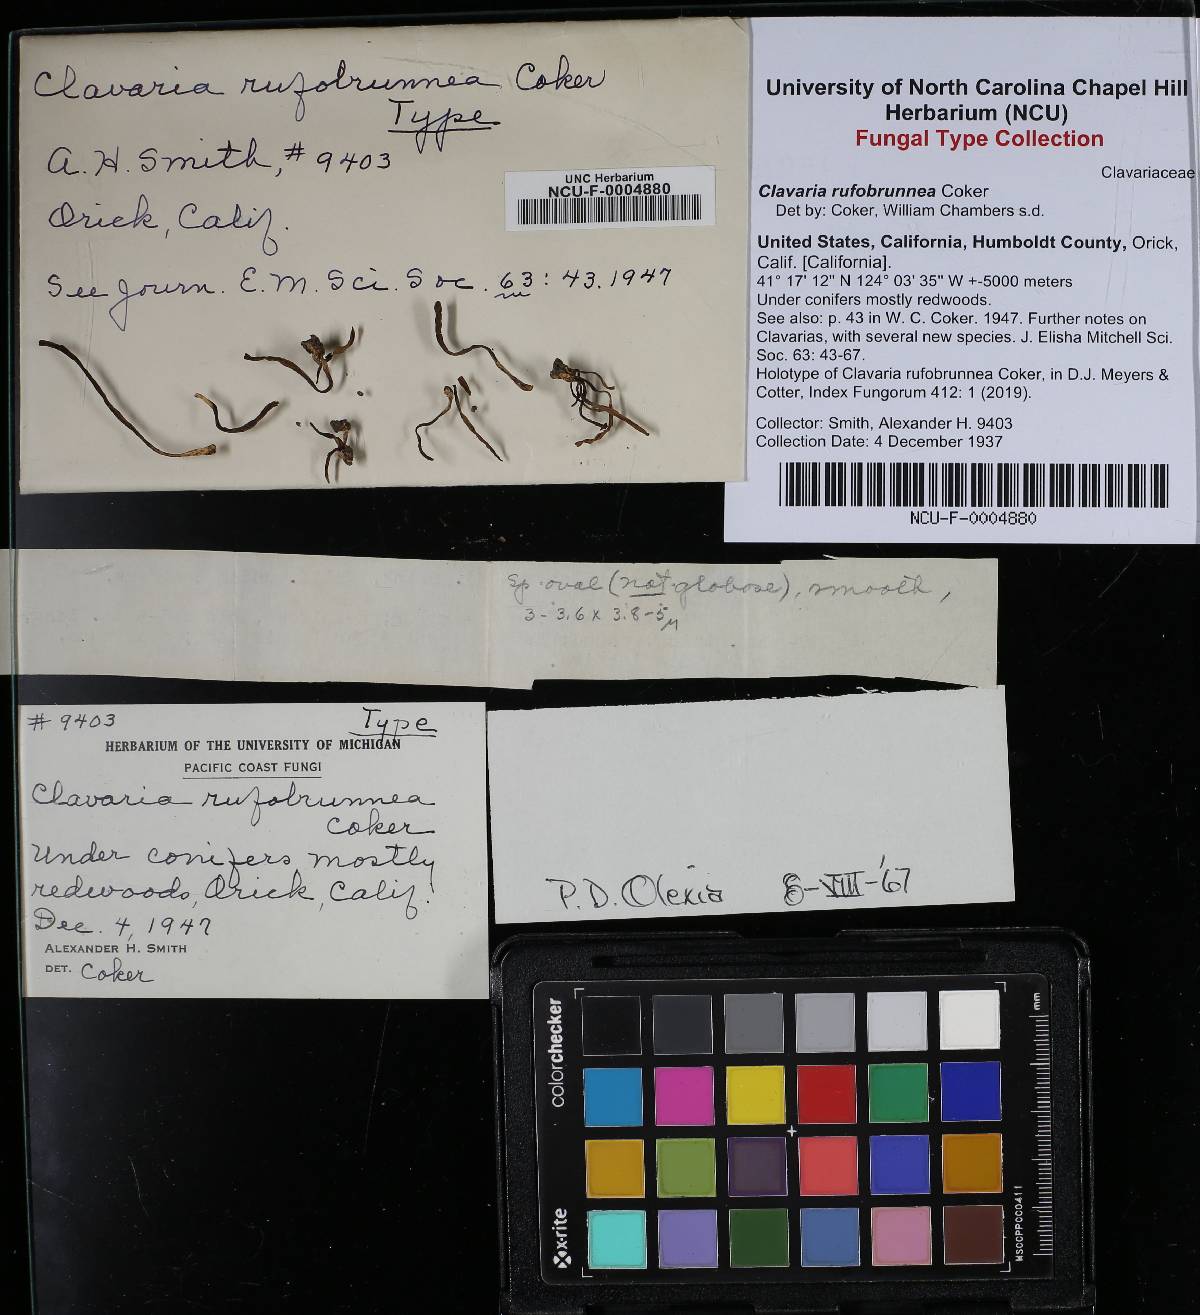 Clavaria rufobrunnea Coker
Type
A. H. Smith, # 9403
Orick, Calif.
See Journ. E. M. Sci. Soc. 63: 43. 1947
UNC Herbarium
NCU-F-0004880
University of North Carolina Chapel Hill
Herbarium (NCU)
Fungal Type Collection
Clavariaceae
Clavaria rufobrunnea Coker
Det by: Coker, William Chambers s.d.
United States, California, Humboldt County, Orick,
Calif. [California].
41° 17' 12" N 124° 03' 35" W +-5000 meters
Under conifers mostly redwoods.
See also: p. 43 in W. C. Coker. 1947. Further notes on
Clavarias, with several new species. J. Elisha Mitchell Sci.
Soc. 63: 43-67.
Holotype of Clavaria rufobrunnea Coker, in D.J. Meyers &
Cotter, Index Fungorum 412: 1 (2019).
Collector: Smith, Alexander H. 9403
Collection Date: 4 December 1937
NCU-F-0004880
Sp. oval (not globose), smooth,
3 - 3.6 x 3.8-5µ
# 9403 Type
HERBARIUM OF THE UNIVERSITY OF MICHIGAN
PACIFIC COAST FUNGI
Clavaria rufobrunnea
Coker
Under conifers, mostly
redwoods, Orick, Calif.
Dec. 4, 1947
ALEXANDER H. SMITH
DET. Coker
P.D. Olexia 8-VIII-'67
colorchecker
x-rite
mm
MSCCPPCC0411